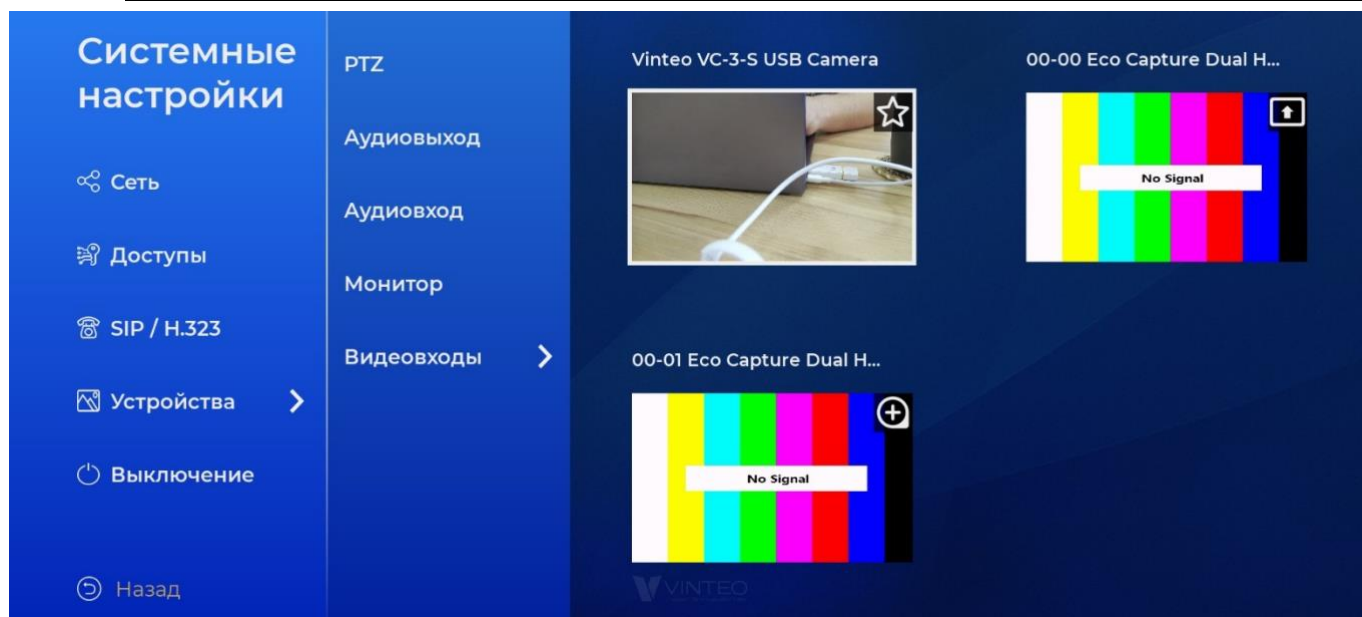 Системные
настройки
Сеть
Доступы
SIP / H.323
Устройства
Выключение
Назад
PTZ
Аудиовыход
Аудиовход
Монитор
Видеовходы
Vinteo VC-3-S USB Camera
00-00 Eco Capture Dual H...
No Signal
00-01 Eco Capture Dual H...
No Signal
VINTEO